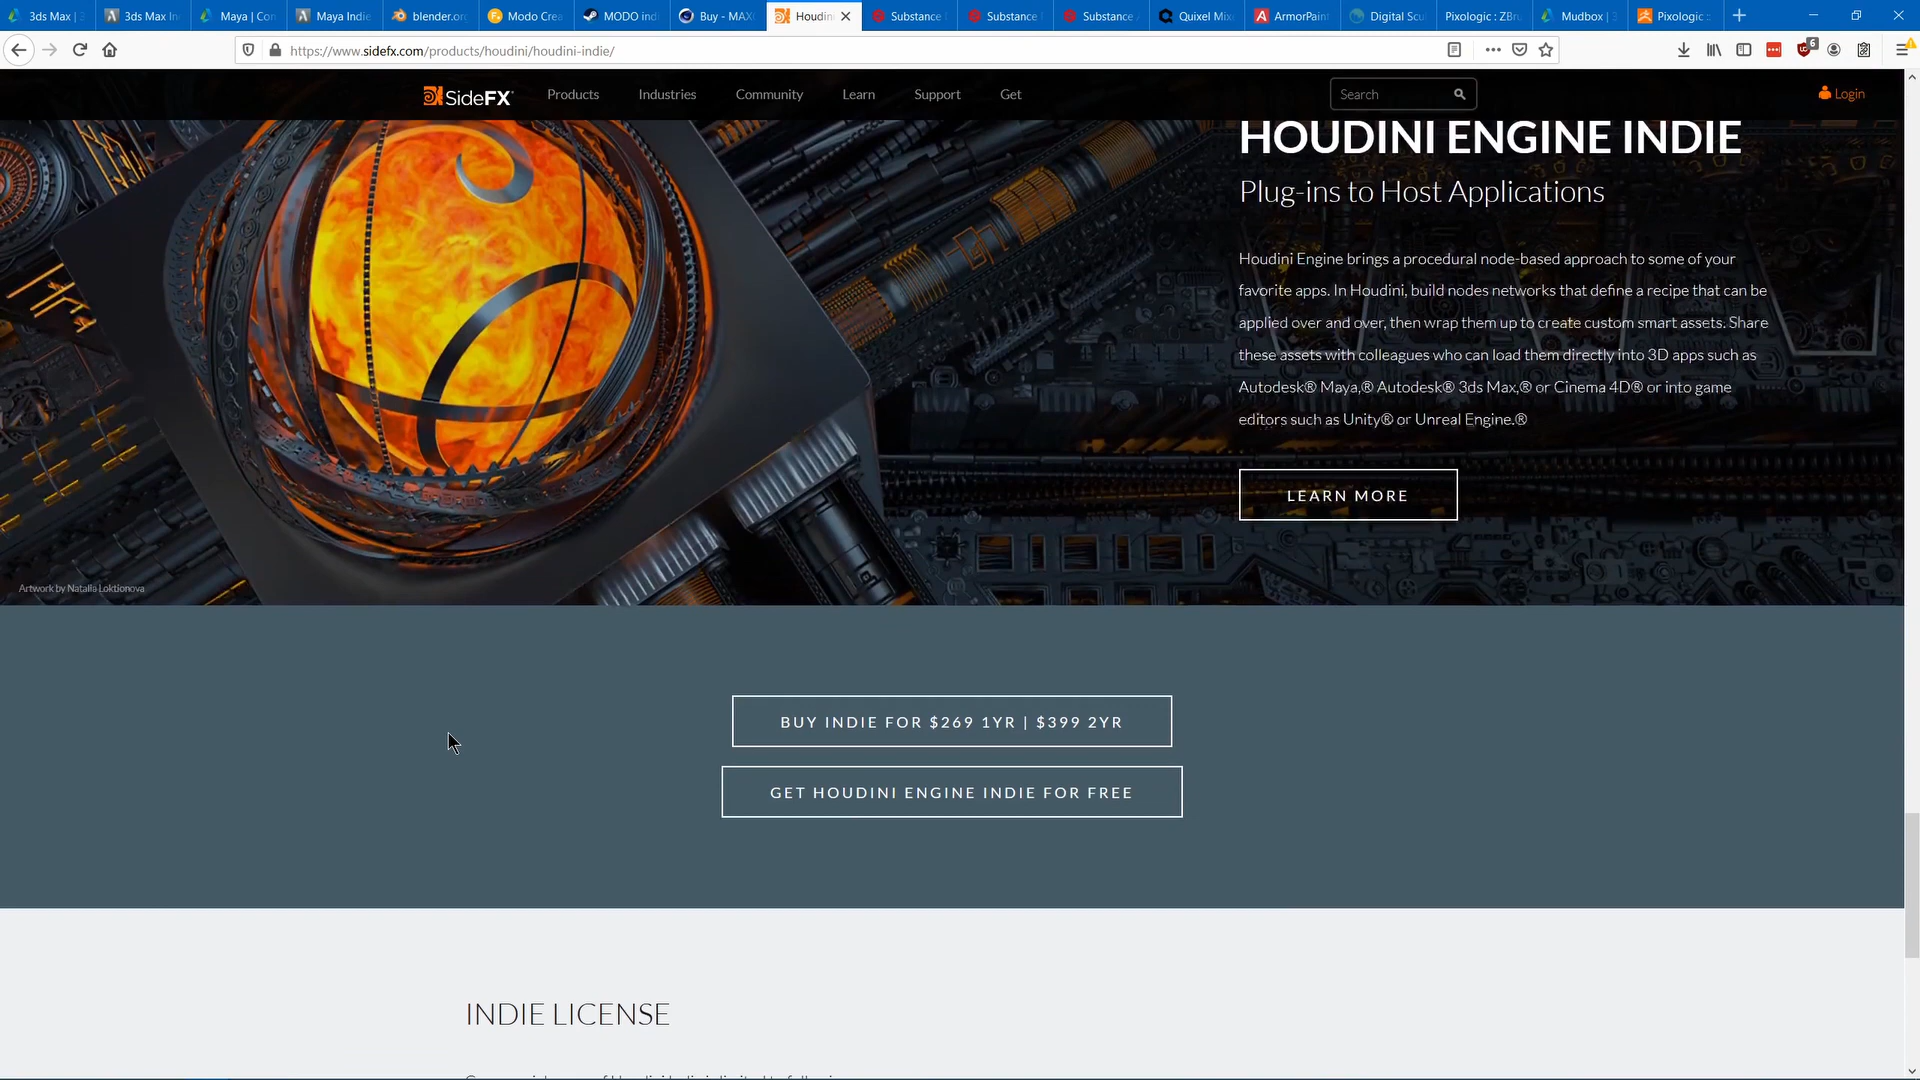 3ds Max | 3
3ds Max In
Maya | Con
Maya Indie
blender.org
Modo Crea
MODO indi
Buy - MAX
Houdin
Substance
Substance
Substance
Quixel Mix
ArmorPaint
Digital Scu
Pixologic : ZBr
Mudbox | 3
Pixologic ::
https://www.sidefx.com/products/houdini/houdini-indie/
6
SideFX
Products
Industries
Community
Learn
Support
Get
Search
Login
HOUDINI ENGINE INDIE
Plug-ins to Host Applications
Houdini Engine brings a procedural node-based approach to some of your
favorite apps. In Houdini, build nodes networks that define a recipe that can be
applied over and over, then wrap them up to create custom smart assets. Share
these assets with colleagues who can load them directly into 3D apps such as
Autodesk® Maya,® Autodesk® 3ds Max,® or Cinema 4D® or into game
editors such as Unity® or Unreal Engine.®
LEARN MORE
Artwork by Natalia Loktionova
BUY INDIE FOR $269 1YR | $399 2YR
GET HOUDINI ENGINE INDIE FOR FREE
INDIE LICENSE